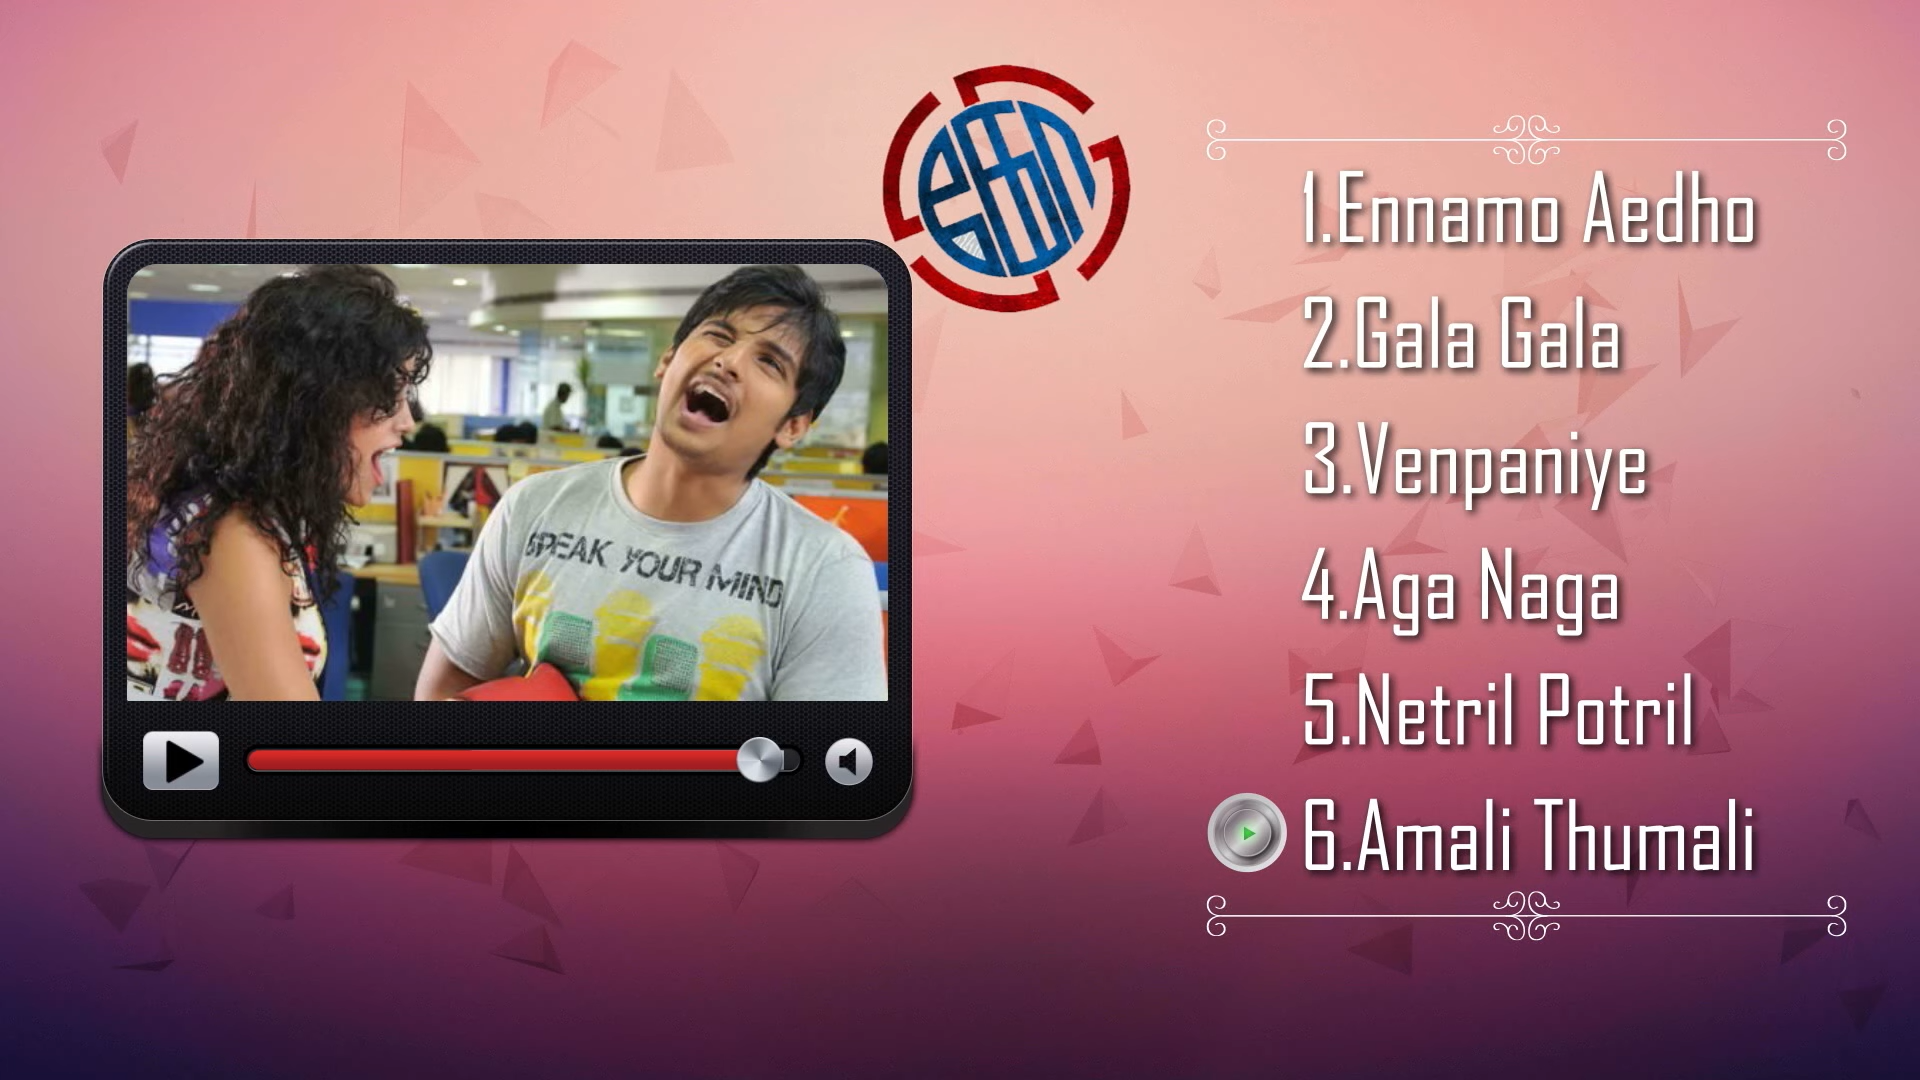 கோ
1.Ennamo Aedho
2.Gala Gala
3.Venpaniye
4.Aga Naga
5.Netril Potril
6.Amali Thumali
SPEAK YOUR MIND